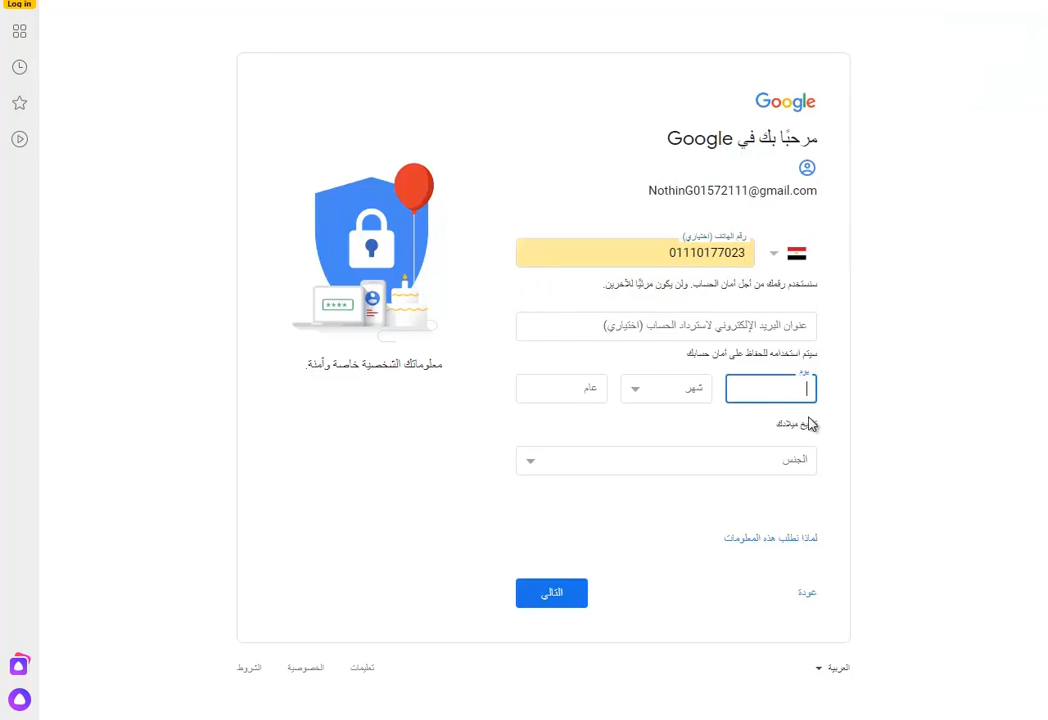 Log in
Google
مرحبًا بك في Google
NothinG01572111@gmail.com
رقم الهاتف (اختياري)
01110177023
سنستخدم رقمك من أجل أمان الحساب. ولن يكون مرئيًا للآخرين.
عنوان البريد الإلكتروني لاسترداد الحساب (اختياري)
سيتم استخدامه للحفاظ على أمان حسابك
يوم
شهر
عام
ميلادك
الجنس
لماذا نطلب هذه المعلومات
عودة
التالي
****
معلوماتك الشخصية خاصة وآمنة.
العربية
تعليمات
الخصوصية
الشروط